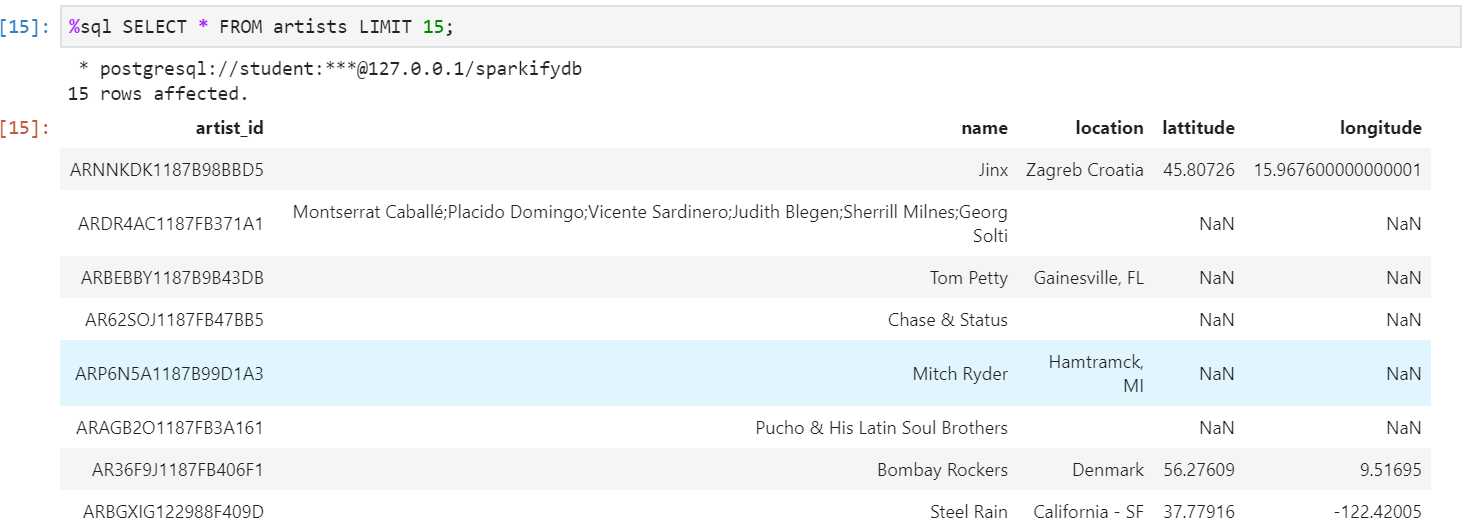 [15]: %sql SELECT * FROM artists LIMIT 15;
* postgresql://student:***@127.0.0.1/sparkifydb
15 rows affected.
[15]: artist_id name location lattitude longitude
ARNNKDK1187B98BBD5 Jinx Zagreb Croatia 45.80726 15.967600000000001
ARDR4AC1187FB371A1 Montserrat Caballé;Placido Domingo;Vicente Sardinero;Judith Blegen;Sherrill Milnes;Georg
Solti NaN NaN
ARBEBBY1187B9B43DB Tom Petty Gainesville, FL NaN NaN
AR62SOJ1187FB47BB5 Chase & Status NaN NaN
ARP6N5A1187B99D1A3 Mitch Ryder Hamtramck,
MI NaN NaN
ARAGB2O1187FB3A161 Pucho & His Latin Soul Brothers NaN NaN
AR36F9J1187FB406F1 Bombay Rockers Denmark 56.27609 9.51695
ARBGXIG122988F409D Steel Rain California - SF 37.77916 -122.42005